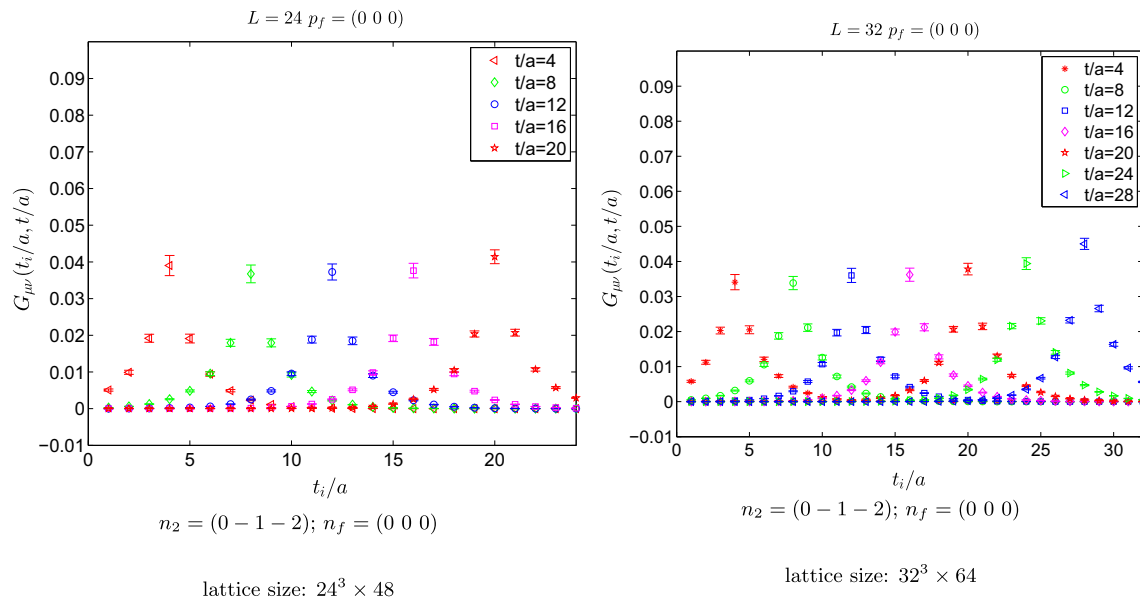 L = 24 p_f = (0 0 0)
0.09
0.08
0.07
0.06
0.05
0.04
0.03
0.02
0.01
0
−0.01
G_{μν}(t_i/a, t/a)
t/a=4
t/a=8
t/a=12
t/a=16
t/a=20
0 5 10 15 20
t_i/a
n_2 = (0 − 1 − 2); n_f = (0 0 0)
lattice size: 24^3 × 48
L = 32 p_f = (0 0 0)
0.09
0.08
0.07
0.06
0.05
0.04
0.03
0.02
0.01
0
−0.01
G_{μν}(t_i/a, t/a)
t/a=4
t/a=8
t/a=12
t/a=16
t/a=20
t/a=24
t/a=28
0 5 10 15 20 25 30
t_i/a
n_2 = (0 − 1 − 2); n_f = (0 0 0)
lattice size: 32^3 × 64